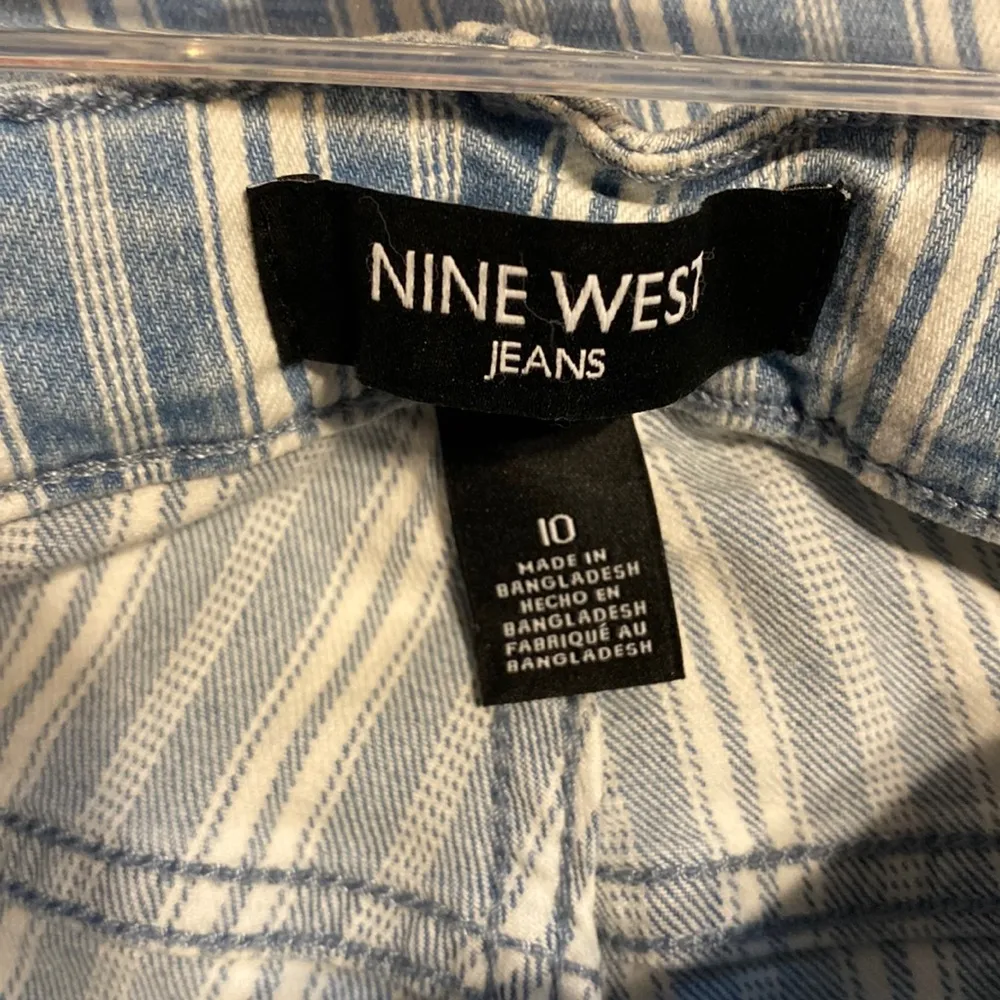 NINE WEST
JEANS
10
MADE IN
BANGLADESH
HECHO EN
BANGLADESH
FABRIQUÉ AU
BANGLADESH